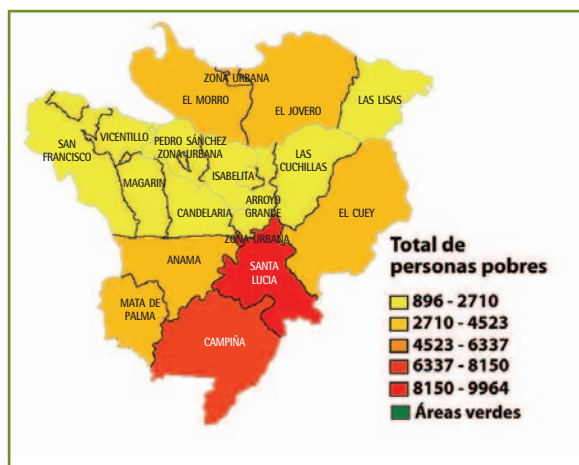 ZONA URBANA
EL MORRO
EL JOVERO
LAS LISAS
SAN
FRANCISCO
VICENTILLO
PEDRO SÁNCHEZ
ZONA URBANA
LAS
CUCHILLAS
ISABELITA
MAGARIN
ARROYO
GRANDE
CANDELARIA
EL CUEY
ZONA URBANA
ANAMA
SANTA
LUCIA
MATA DE
PALMA
CAMPIÑA
Total de
personas pobres
896 - 2710
2710 - 4523
4523 - 6337
6337 - 8150
8150 - 9964
Áreas verdes